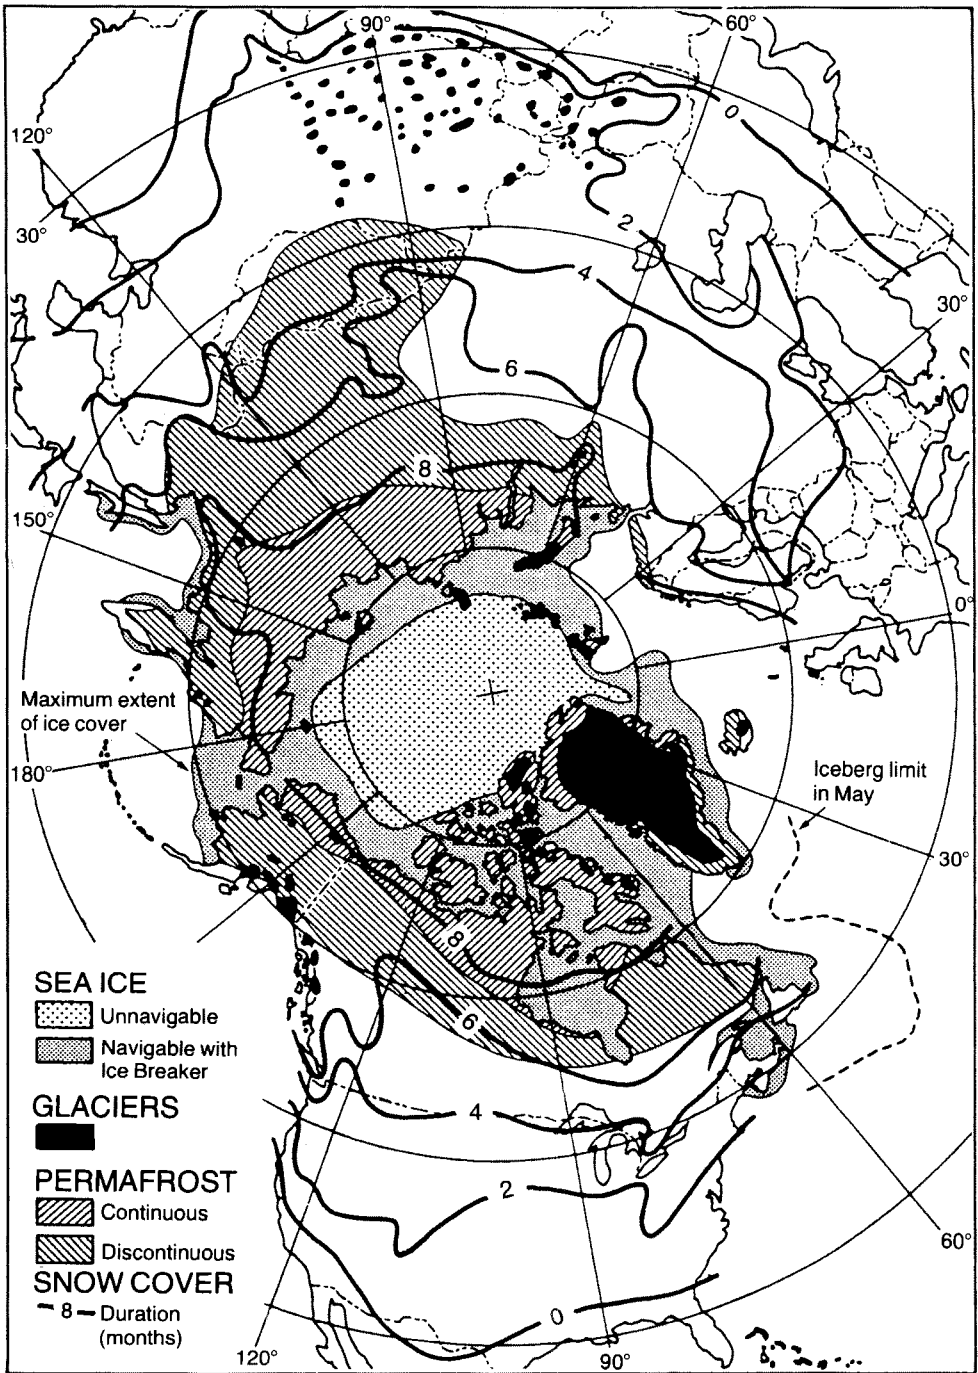 90°
60°
120°
0
30°
2
4
30°
6
8
150°
0°
Maximum extent
of ice cover
180°
Iceberg limit
in May
30°
8
SEA ICE
Unnavigable
Navigable with
Ice Breaker
6
GLACIERS
4
PERMAFROST
Continuous
2
Discontinuous
60°
SNOW COVER
8 Duration
(months)
0
120°
90°